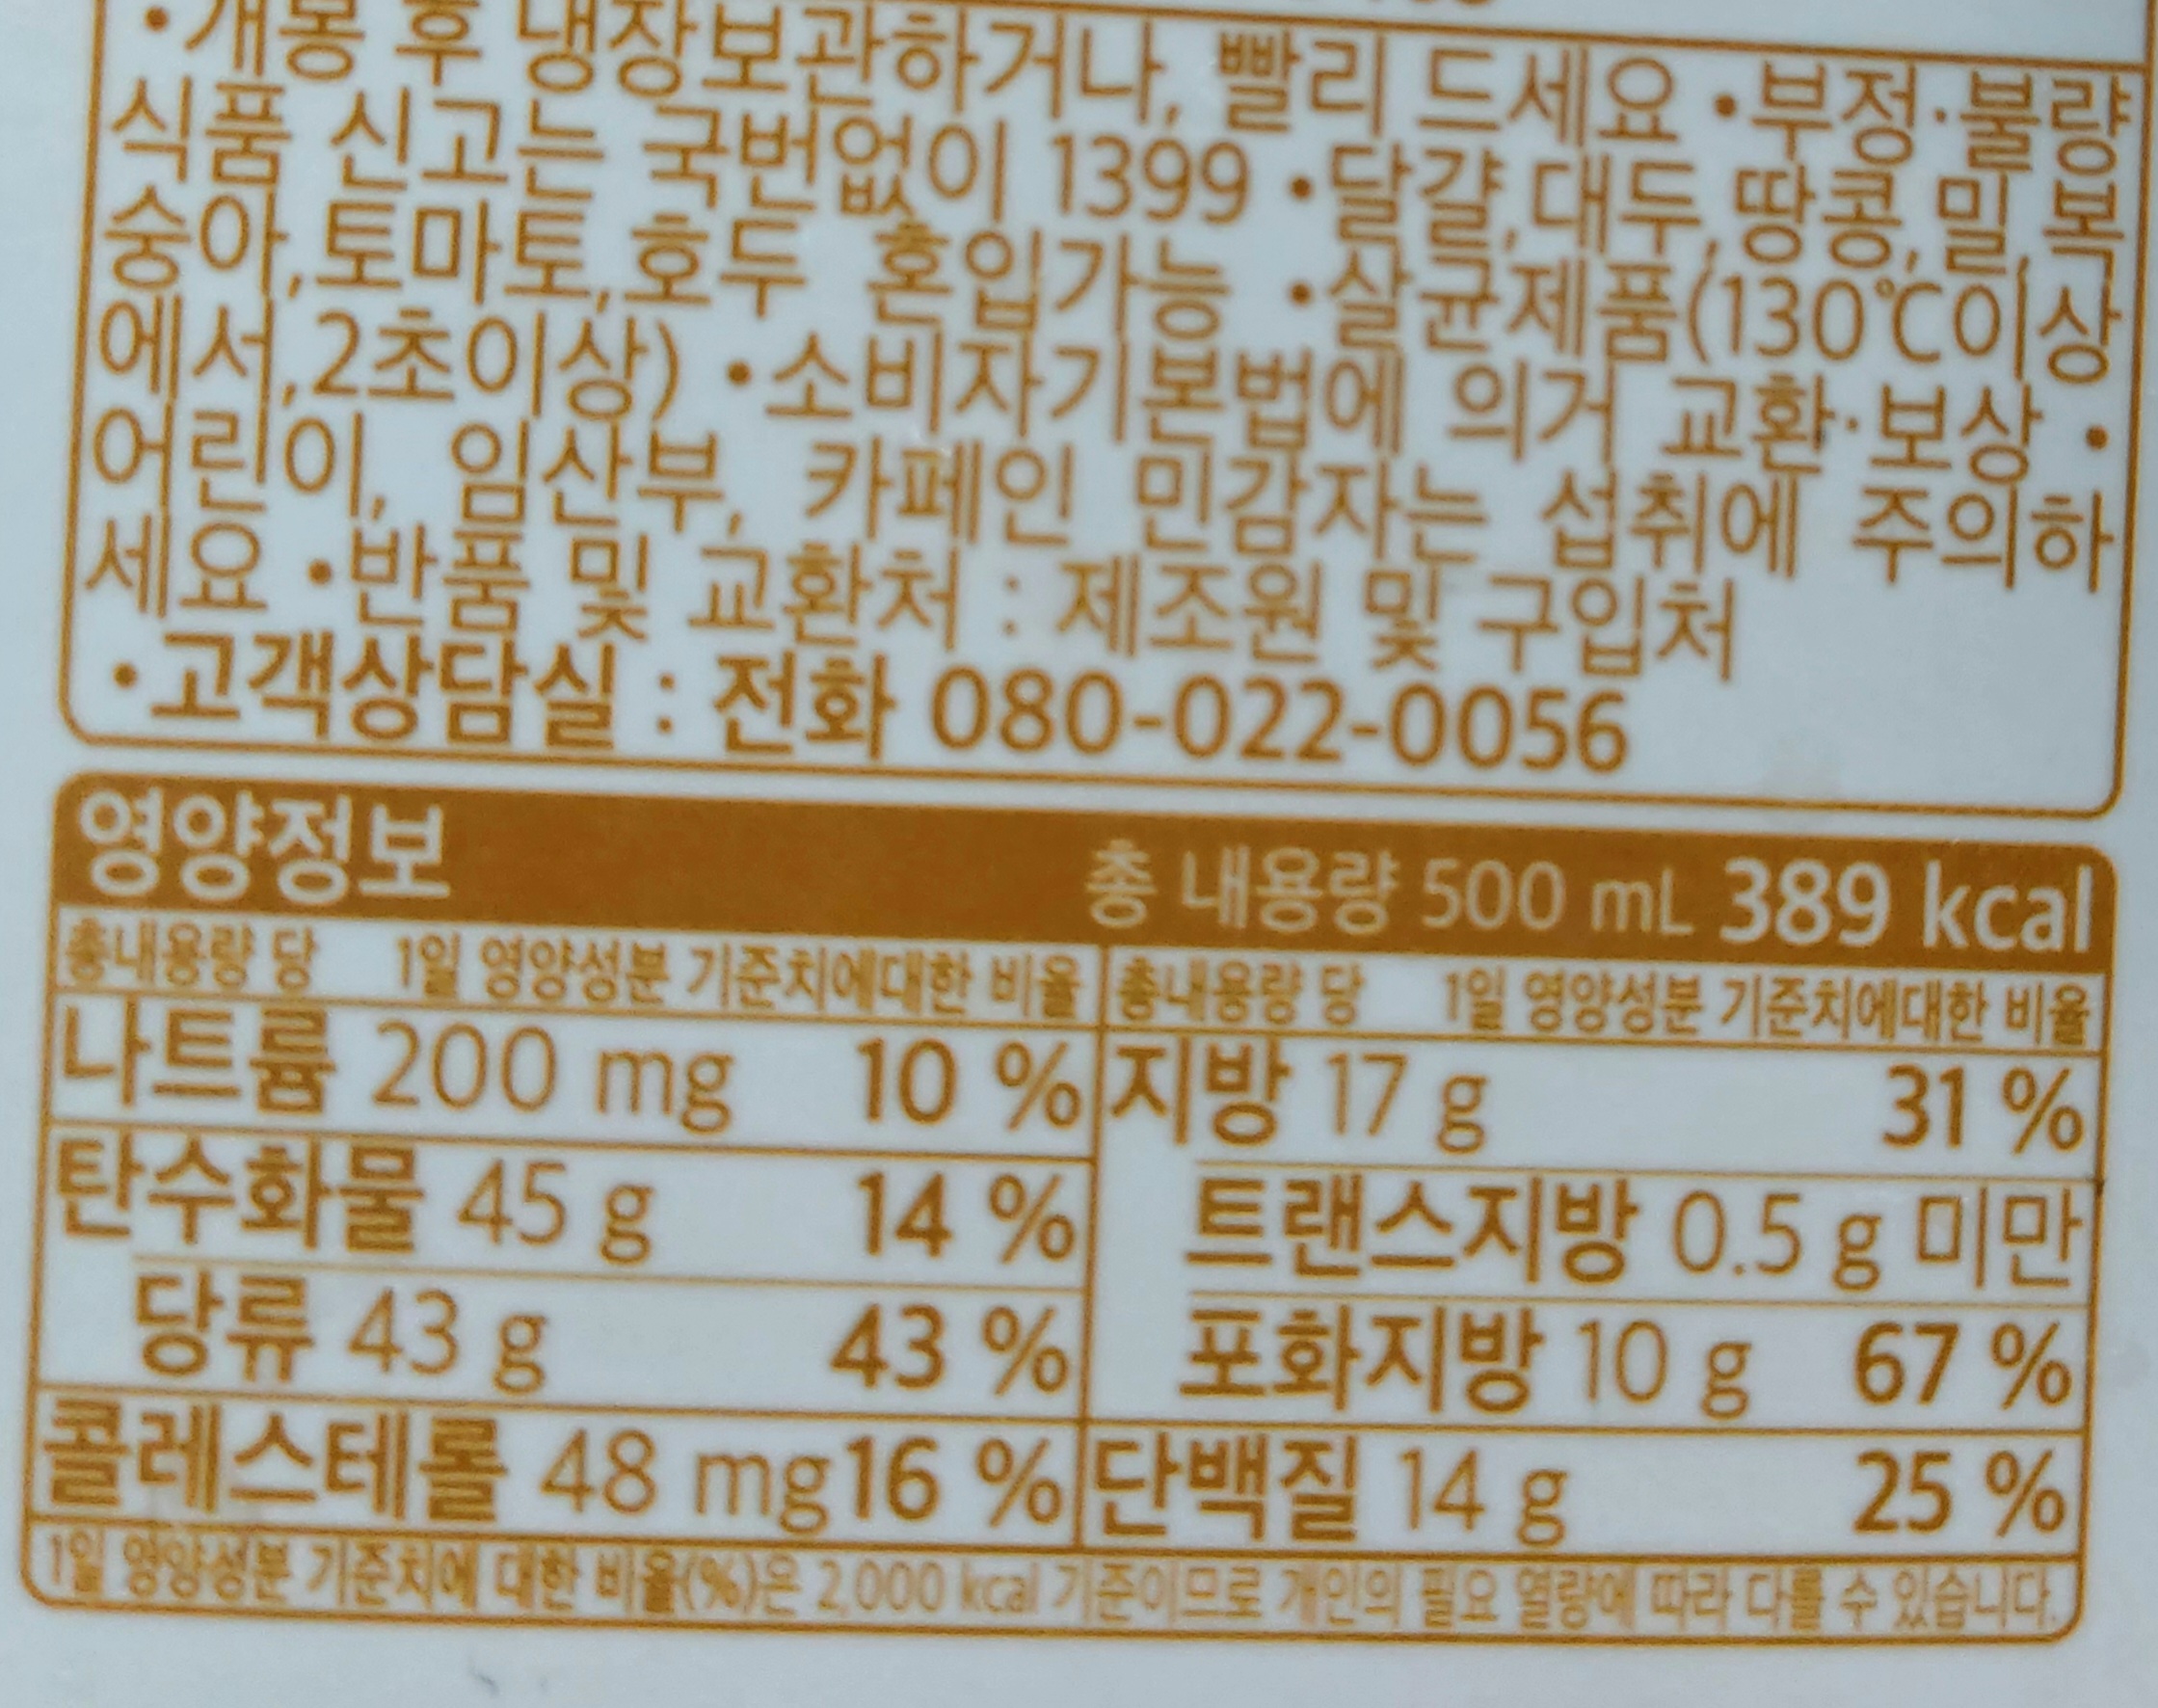 •개봉 후 냉장보관하거나, 빨리 드세요 •부정·불량
식품 신고는 국번없이 1399 •달걀,대두,땅콩,밀,복
숭아,토마토,호두 혼입가능 •살균제품(130℃이상
에서,2초이상) •소비자기본법에 의거 교환·보상 •
어린이, 임산부, 카페인 민감자는 섭취에 주의하
세요 •반품 및 교환처 : 제조원 및 구입처
•고객상담실 : 전화 080-022-0056
영양정보 총 내용량 500 mL 389 kcal
총내용량 당 1일 영양성분 기준치에대한 비율 총내용량 당 1일 영양성분 기준치에대한 비율
나트륨 200 mg 10 % 지방 17 g 31 %
탄수화물 45 g 14 % 트랜스지방 0.5 g 미만
당류 43 g 43 % 포화지방 10 g 67 %
콜레스테롤 48 mg 16 % 단백질 14 g 25 %
1일 영양성분 기준치에 대한 비율(%)은 2,000 kcal 기준이므로 개인의 필요 열량에 따라 다를 수 있습니다.